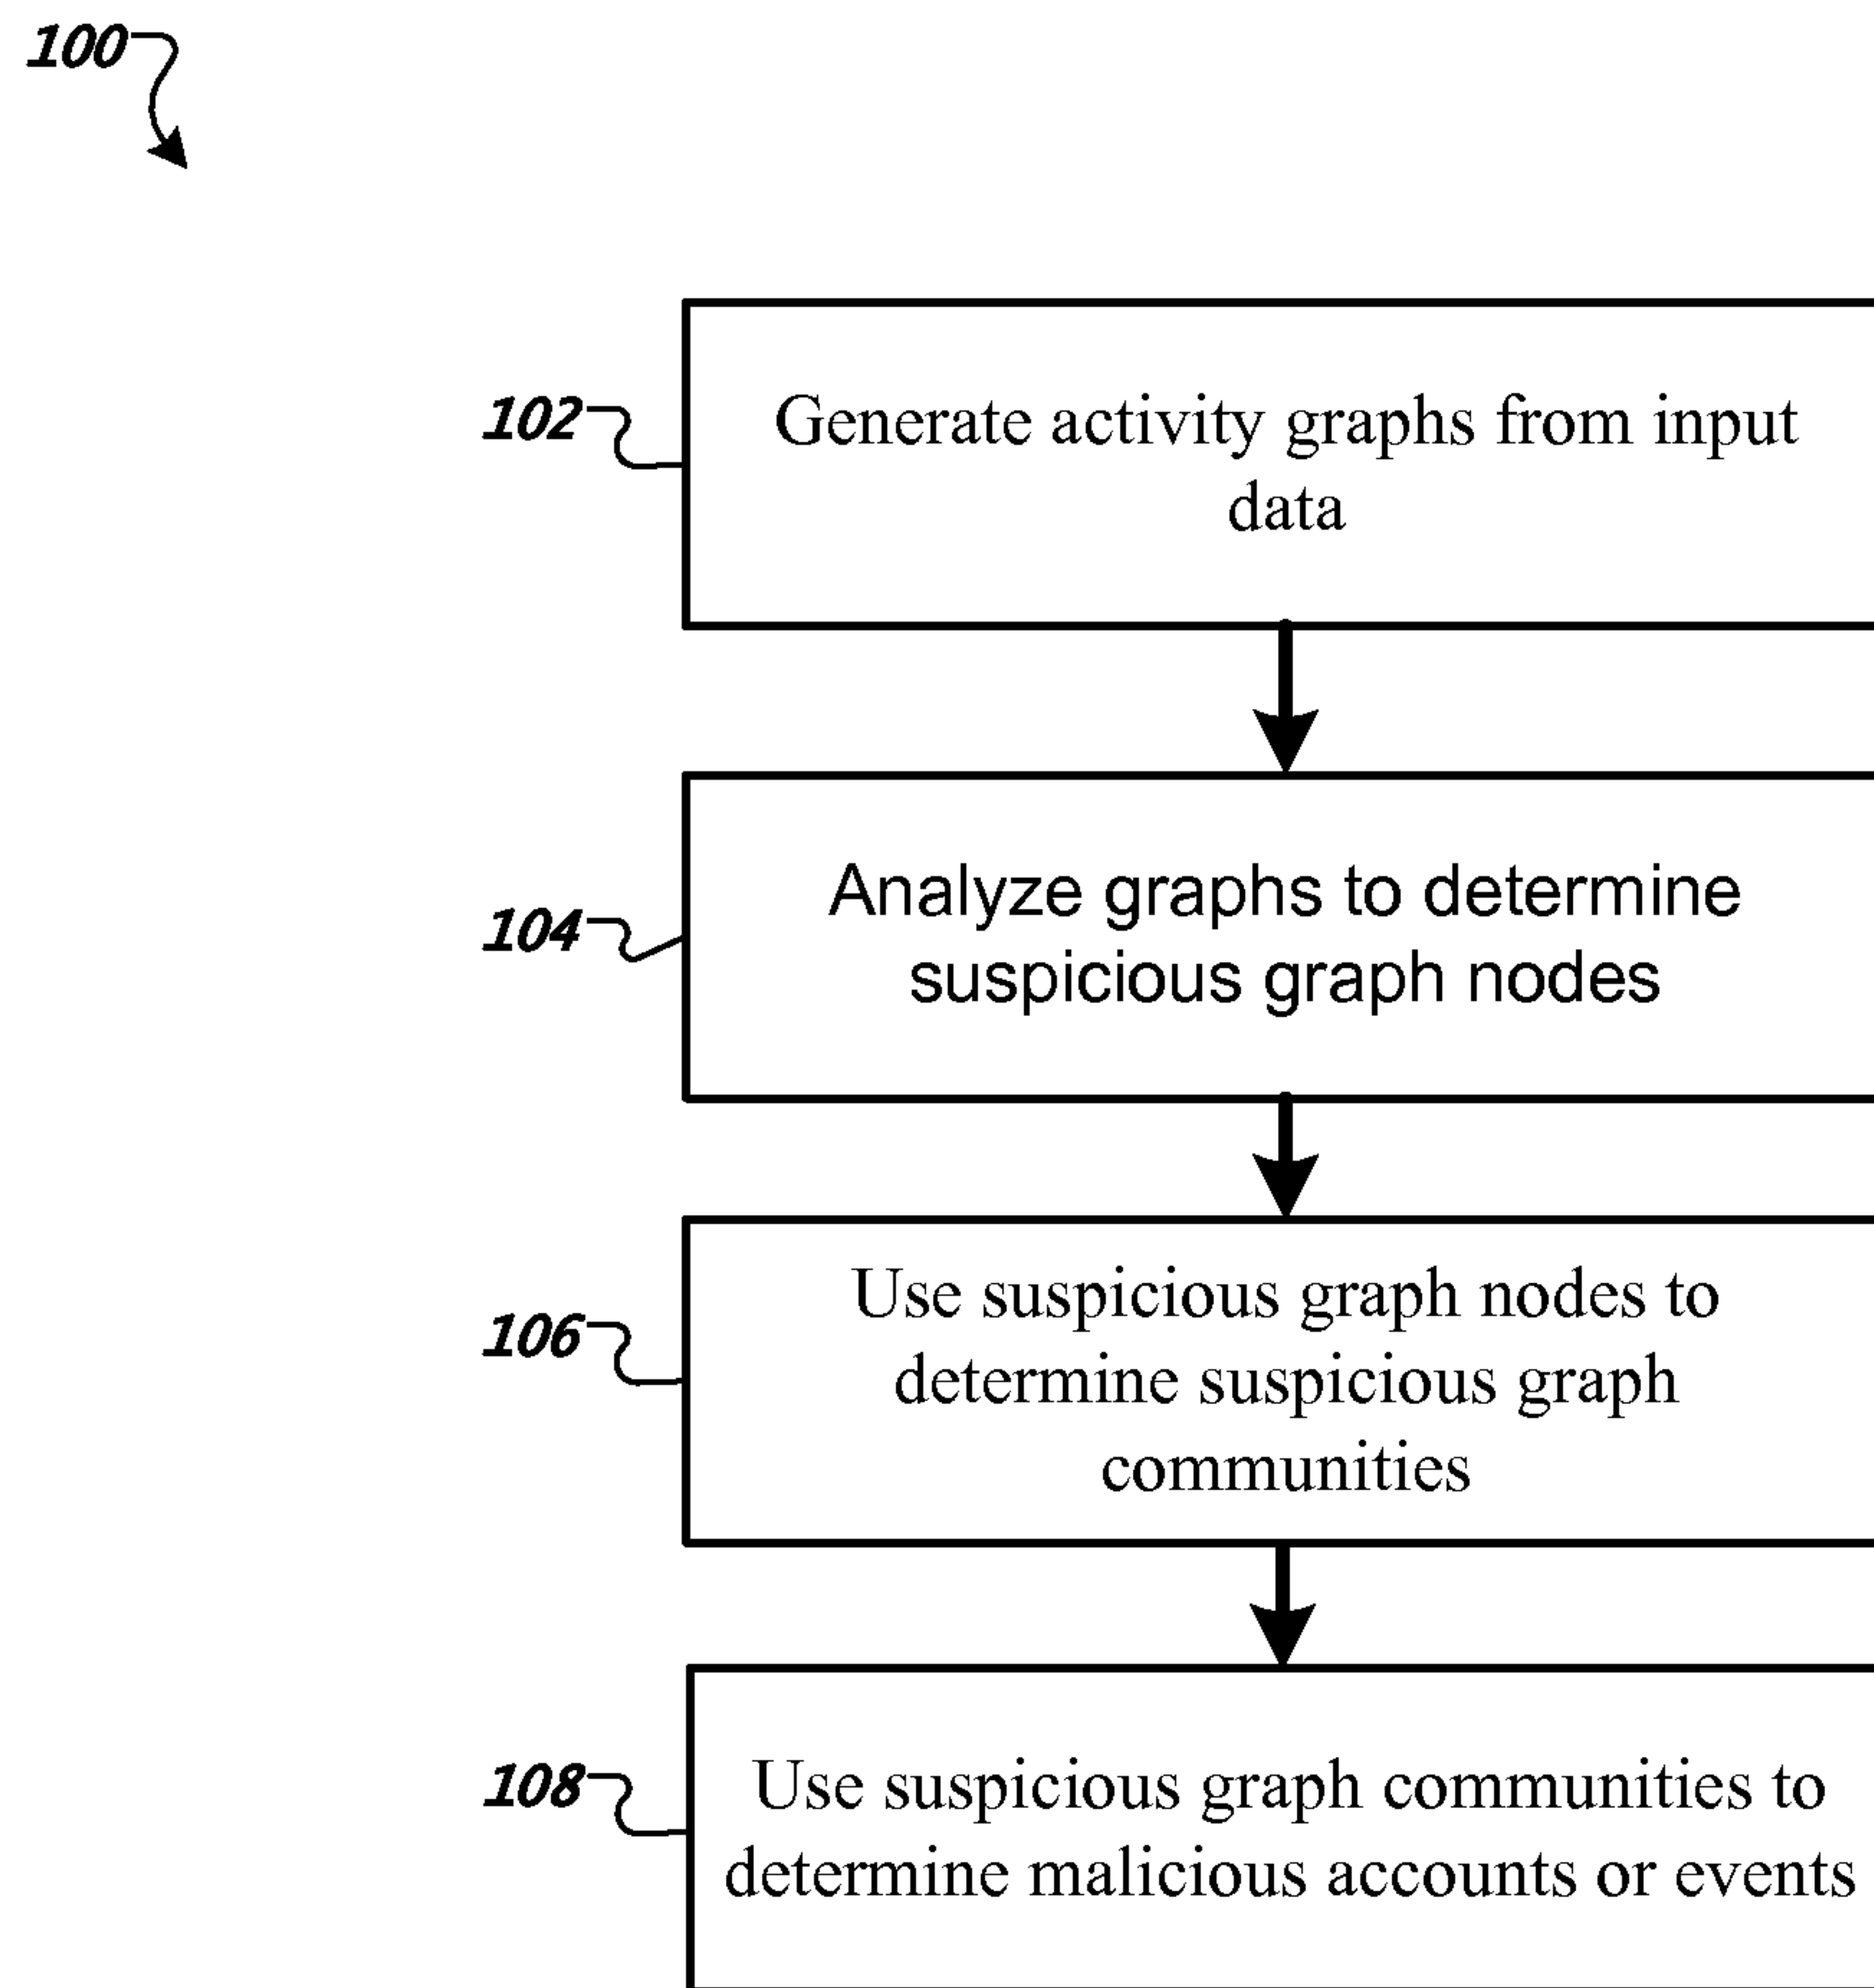 100
102
Generate activity graphs from input
data
104
Analyze graphs to determine
suspicious graph nodes
106
Use suspicious graph nodes to
determine suspicious graph
communities
108
Use suspicious graph communities to
determine malicious accounts or events